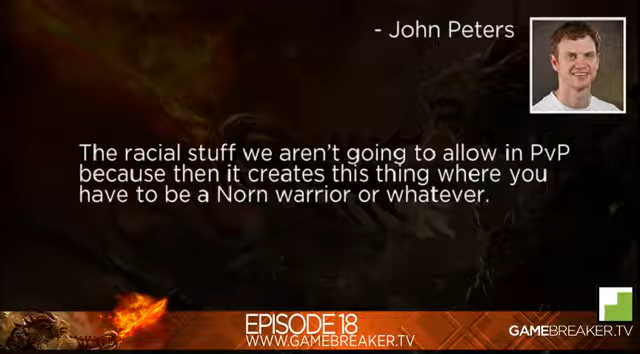 - John Peters
The racial stuff we aren't going to allow in PvP
because then it creates this thing where you
have to be a Norn warrior or whatever.
EPISODE 18
WWW.GAMEBREAKER.TV
GAMEBREAKER.TV